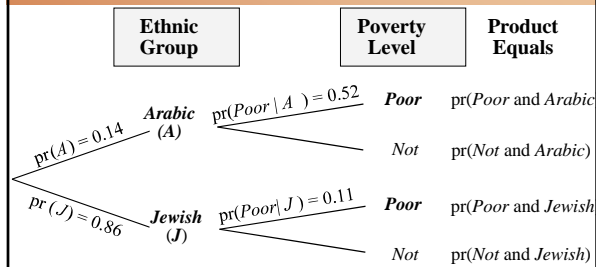 Ethnic Group
Poverty Level
Product Equals
pr(A) = 0.14
Arabic (A)
pr(Poor | A ) = 0.52
Poor
pr(Poor and Arabic
Not
pr(Not and Arabic)
pr (J) = 0.86
Jewish (J)
pr(Poor| J ) = 0.11
Poor
pr(Poor and Jewish
Not
pr(Not and Jewish)